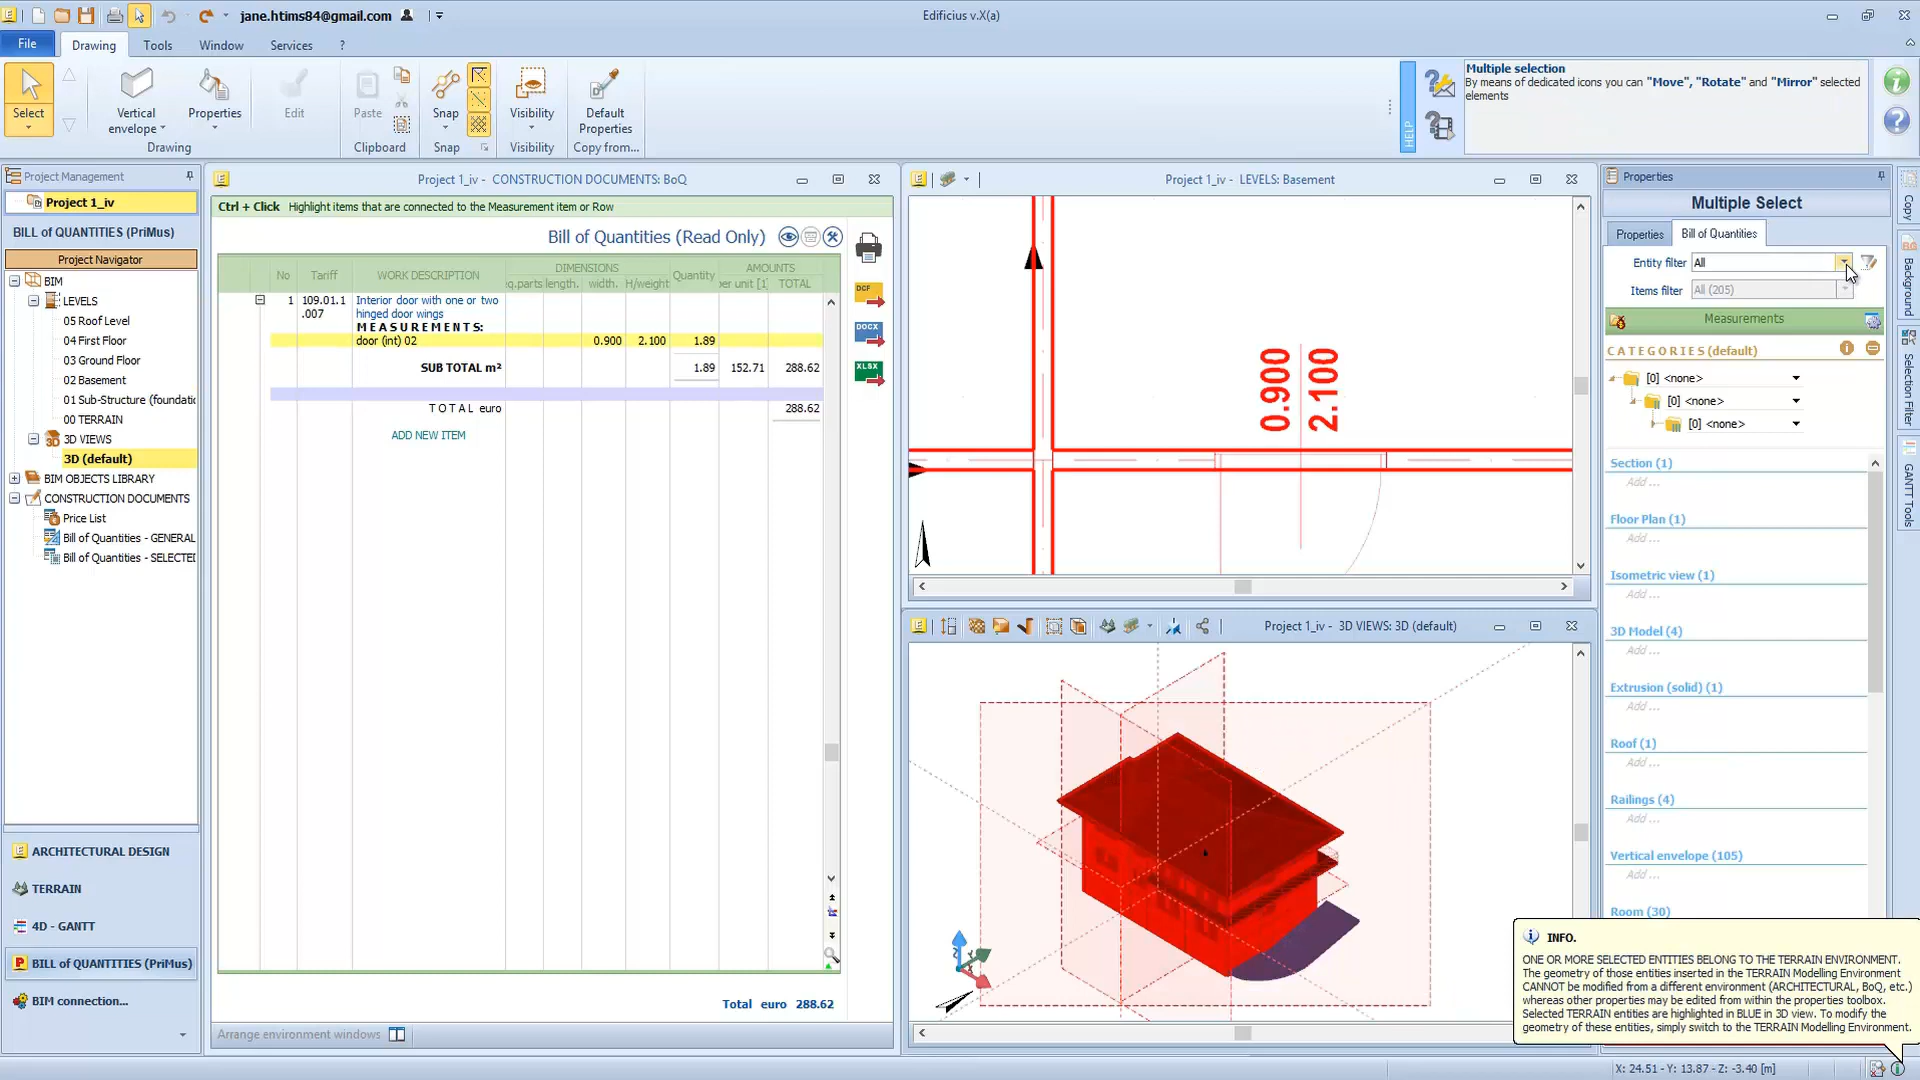 jane.htims84@gmail.com
Edificius v.X(a)
File
Drawing
Tools
Window
Services
?
Select
Vertical
envelope
Properties
Edit
Paste
Snap
Visibility
Default
Properties
Drawing
Clipboard
Snap
Visibility
Copy from...
HELP
Multiple selection
By means of dedicated icons you can "Move", "Rotate" and "Mirror" selected
elements
Project Management
Project 1_iv
BILL of QUANTITIES (PriMus)
Project Navigator
BIM
LEVELS
05 Roof Level
04 First Floor
03 Ground Floor
02 Basement
01 Sub-Structure (foundatio
00 TERRAIN
3D VIEWS
3D (default)
BIM OBJECTS LIBRARY
CONSTRUCTION DOCUMENTS
Price List
Bill of Quantities - GENERAL
Bill of Quantities - SELECTED
ARCHITECTURAL DESIGN
TERRAIN
4D - GANTT
BILL of QUANTITIES (PriMus)
BIM connection...
Project 1_iv - CONSTRUCTION DOCUMENTS: BoQ
Ctrl + Click Highlight items that are connected to the Measurement item or Row
Bill of Quantities (Read Only)
No
Tariff
WORK DESCRIPTION
DIMENSIONS
eq.parts length. width. H/weight
Quantity
AMOUNTS
per unit [1] TOTAL
1 109.01.1
.007
Interior door with one or two
hinged door wings
MEASUREMENTS:
door (int) 02 0.900 2.100 1.89
SUB TOTAL m² 1.89 152.71 288.62
TOTAL euro 288.62
ADD NEW ITEM
DCF
DOCX
XLSX
Total euro 288.62
Arrange environment windows
Project 1_iv - LEVELS: Basement
0.900
2.100
Project 1_iv - 3D VIEWS: 3D (default)
Properties
Multiple Select
Properties
Bill of Quantities
Entity filter All
Items filter All (205)
Measurements
CATEGORIES (default)
[0] <none>
[0] <none>
[0] <none>
Section (1)
Add ...
Floor Plan (1)
Add ...
Isometric view (1)
Add ...
3D Model (4)
Add ...
Extrusion (solid) (1)
Add ...
Roof (1)
Add ...
Railings (4)
Add ...
Vertical envelope (105)
Add ...
Room (30)
INFO.
ONE OR MORE SELECTED ENTITIES BELONG TO THE TERRAIN ENVIRONMENT.
The geometry of those entities inserted in the TERRAIN Modelling Environment
CANNOT be modified from a different environment (ARCHITECTURAL, BoQ, etc.)
whereas other properties may be edited from within the properties toolbox.
Selected TERRAIN entities are highlighted in BLUE in 3D view. To modify the
geometry of these entities, simply switch to the TERRAIN Modelling Environment.
Copy
Background
Selection Filter
GANTT Tools
X: 24.51 - Y: 13.87 - Z: -3.40 [m]